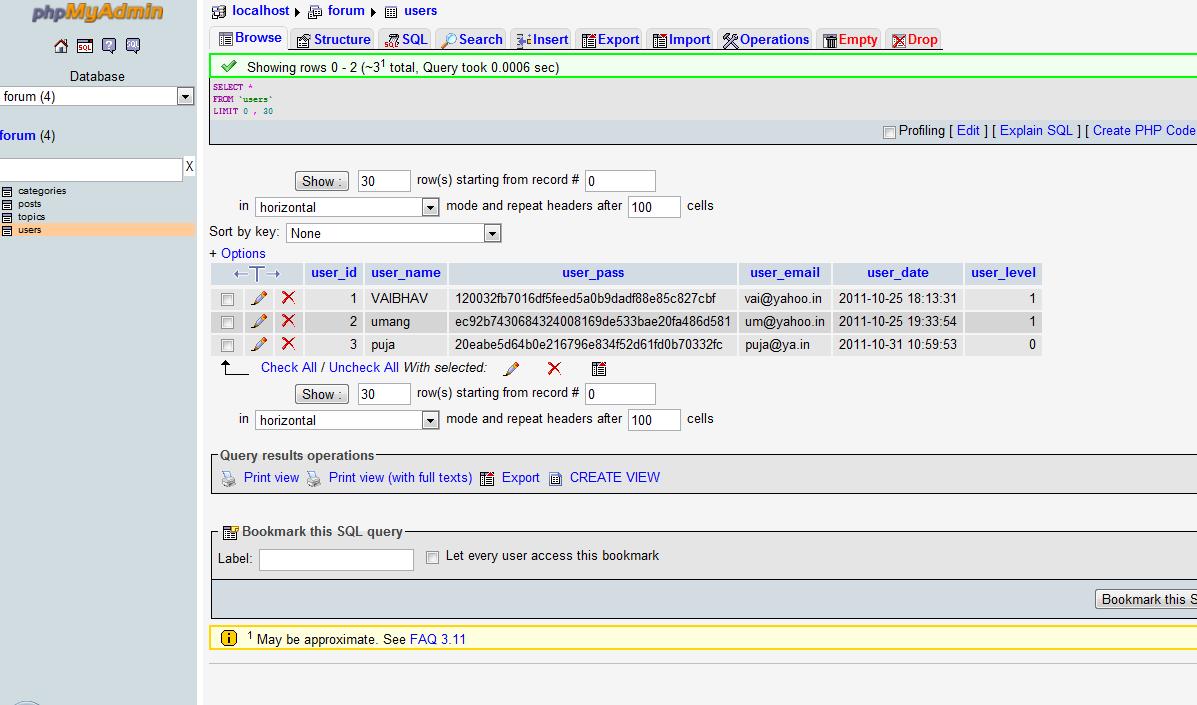 phpMyAdmin
Database
forum (4)
forum (4)
X
categories
posts
topics
users
localhost forum users
Browse Structure SQL Search Insert Export Import Operations Empty Drop
Showing rows 0 - 2 (~3¹ total, Query took 0.0006 sec)
SELECT *
FROM `users`
LIMIT 0 , 30
Profiling [ Edit ] [ Explain SQL ] [ Create PHP Code
Show : 30 row(s) starting from record # 0
in horizontal mode and repeat headers after 100 cells
Sort by key: None
+ Options
←T→ user_id user_name user_pass user_email user_date user_level
1 VAIBHAV 120032fb7016df5feed5a0b9dadf88e85c827cbf vai@yahoo.in 2011-10-25 18:13:31 1
2 umang ec92b7430684324008169de533bae20fa486d581 um@yahoo.in 2011-10-25 19:33:54 1
3 puja 20eabe5d64b0e216796e834f52d61fd0b70332fc puja@ya.in 2011-10-31 10:59:53 0
Check All / Uncheck All With selected:
Show : 30 row(s) starting from record # 0
in horizontal mode and repeat headers after 100 cells
Query results operations
Print view Print view (with full texts) Export CREATE VIEW
Bookmark this SQL query
Label: Let every user access this bookmark
Bookmark this S
¹ May be approximate. See FAQ 3.11